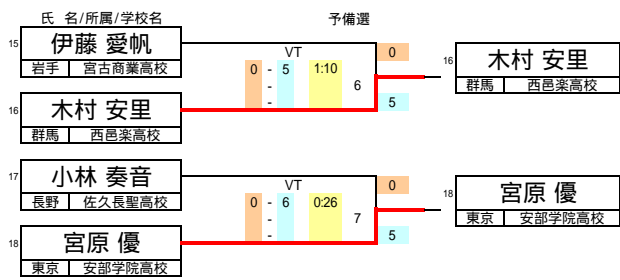 氏 名/所属/学校名 予備選
15 伊藤 愛帆
岩手 宮古商業高校
VT 0
0 - 5 1:10
- 6
- 5
16 木村 安里
群馬 西邑楽高校
16 木村 安里
群馬 西邑楽高校
17 小林 奏音
長野 佐久長聖高校
VT 0
0 - 6 0:26
- 7
- 5
18 宮原 優
東京 安部学院高校
18 宮原 優
東京 安部学院高校